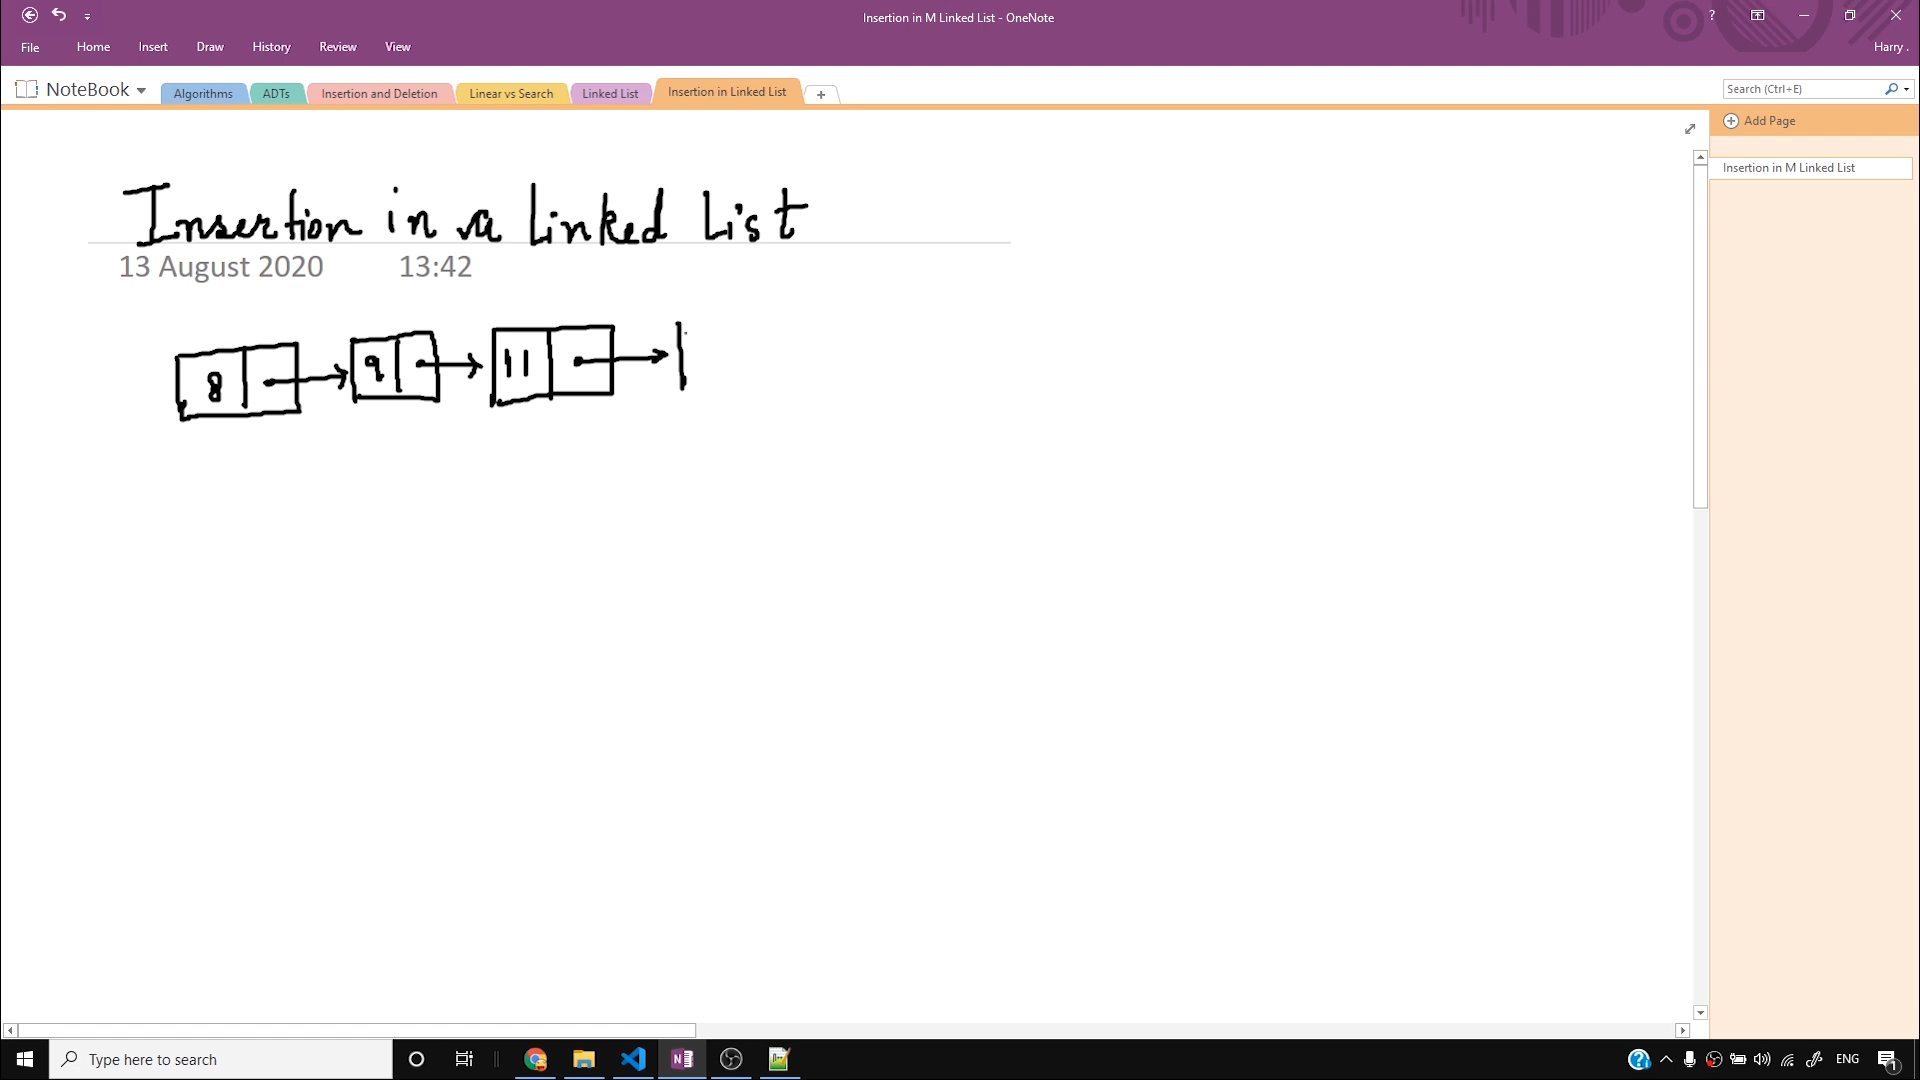 Insertion in M Linked List - OneNote
File Home Insert Draw History Review View Harry .
NoteBook Algorithms ADTs Insertion and Deletion Linear vs Search Linked List Insertion in Linked List Search (Ctrl+E)
Add Page
Insertion in M Linked List
Insertion in a Linked List
13 August 2020 13:42
8 9 11
Type here to search ENG 1